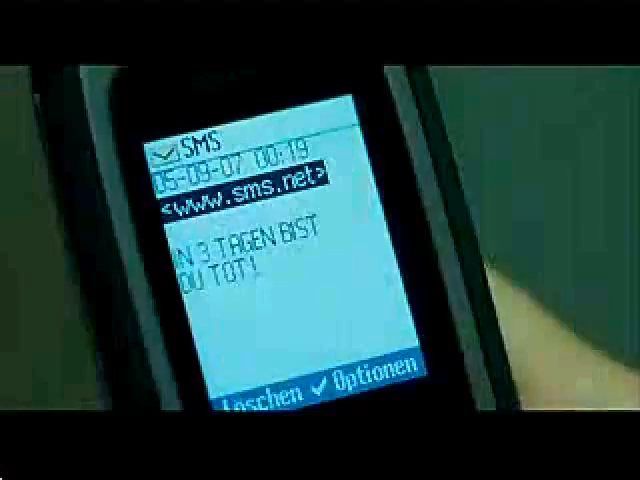 SMS
05-09-07 00:19
<www.sms.net>
IN 3 TAGEN BIST
DU TOT!
Löschen Optionen